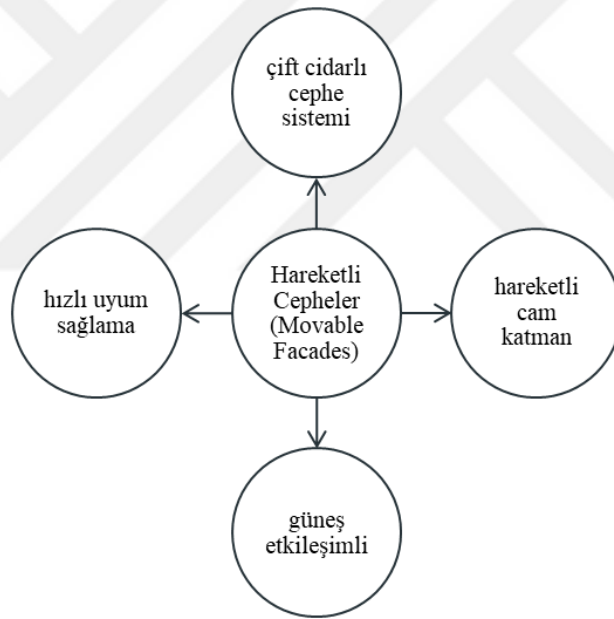 çift cidarlı
cephe
sistemi
hızlı uyum
sağlama
Hareketli
Cepheler
(Movable
Facades)
hareketli
cam
katman
güneş
etkileşimli